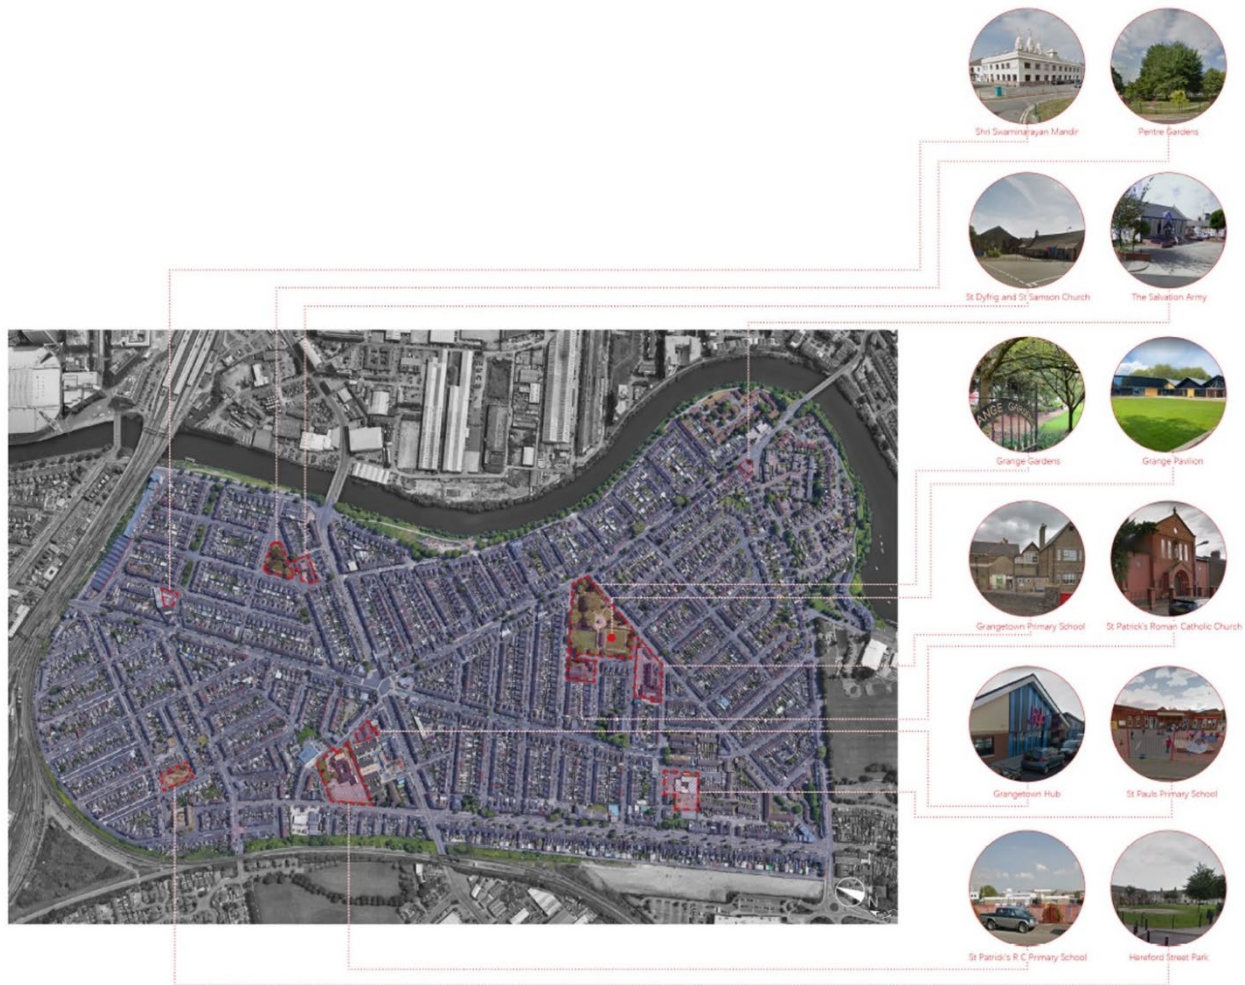 Shri Swaminarayan Mandir
Pentre Gardens
St Dyfrig and St Samson Church
The Salvation Army
Grange Gardens
Grange Pavilion
Grangetown Primary School
St Patrick's Roman Catholic Church
Grangetown Hub
St Pauls Primary School
St Patrick's R C Primary School
Hereford Street Park
N